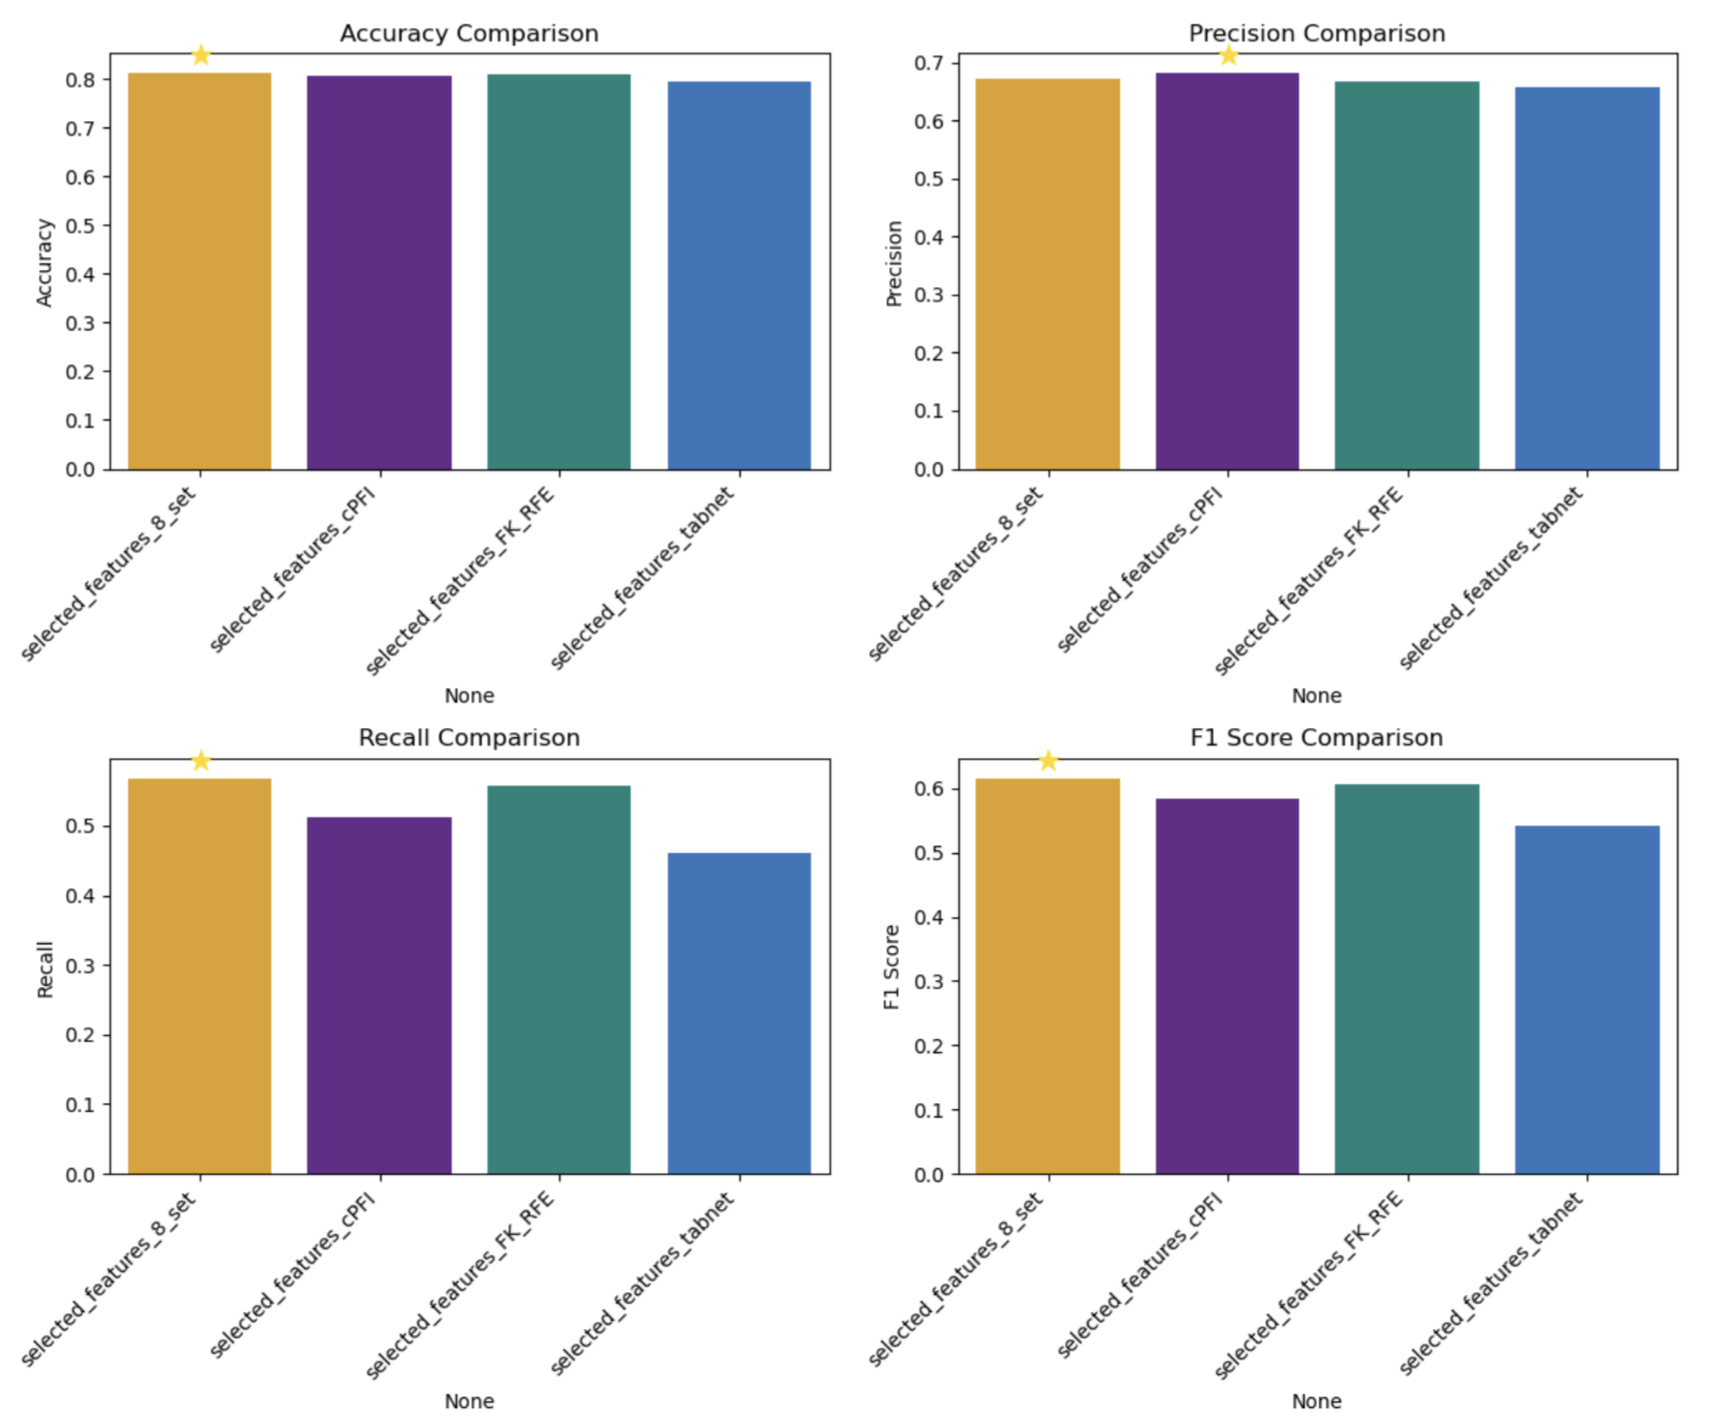 Accuracy Comparison
Accuracy
0.8
0.7
0.6
0.5
0.4
0.3
0.2
0.1
0.0
selected_features_8_set
selected_features_cPFI
selected_features_FK_RFE
selected_features_tabnet
None
Precision Comparison
Precision
0.7
0.6
0.5
0.4
0.3
0.2
0.1
0.0
selected_features_8_set
selected_features_cPFI
selected_features_FK_RFE
selected_features_tabnet
None
Recall Comparison
Recall
0.5
0.4
0.3
0.2
0.1
0.0
selected_features_8_set
selected_features_cPFI
selected_features_FK_RFE
selected_features_tabnet
None
F1 Score Comparison
F1 Score
0.6
0.5
0.4
0.3
0.2
0.1
0.0
selected_features_8_set
selected_features_cPFI
selected_features_FK_RFE
selected_features_tabnet
None